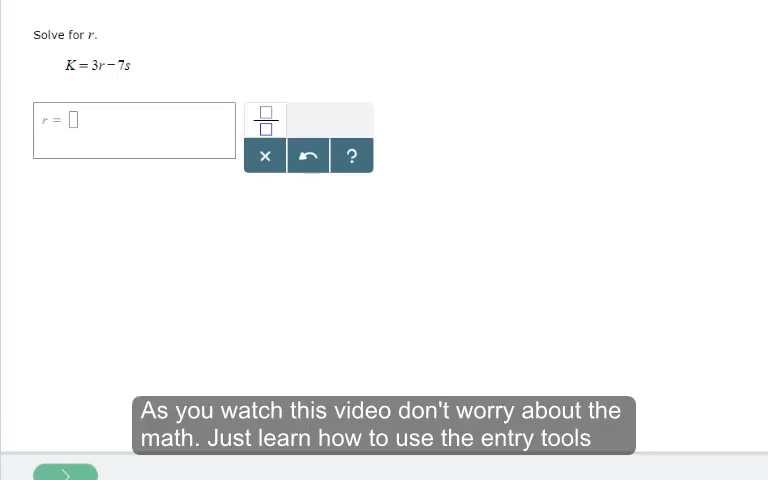 Solve for r.
K = 3r − 7s
r =
?
As you watch this video don't worry about the
math. Just learn how to use the entry tools